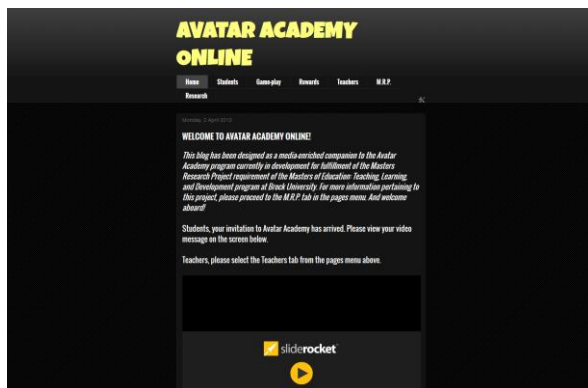 AVATAR ACADEMY
ONLINE
Home Students Game-play Rewards Teachers M.R.P.
Research
Monday, 2 April 2012
WELCOME TO AVATAR ACADEMY ONLINE!
This blog has been designed as a media-enriched companion to the Avatar
Academy program currently in development for fulfillment of the Masters
Research Project requirement of the Masters of Education: Teaching, Learning,
and Development program at Brock University. For more information pertaining to
this project, please proceed to the M.R.P. tab in the pages menu. And welcome
aboard!
Students, your invitation to Avatar Academy has arrived. Please view your video
message on the screen below.
Teachers, please select the Teachers tab from the pages menu above.
sliderocket